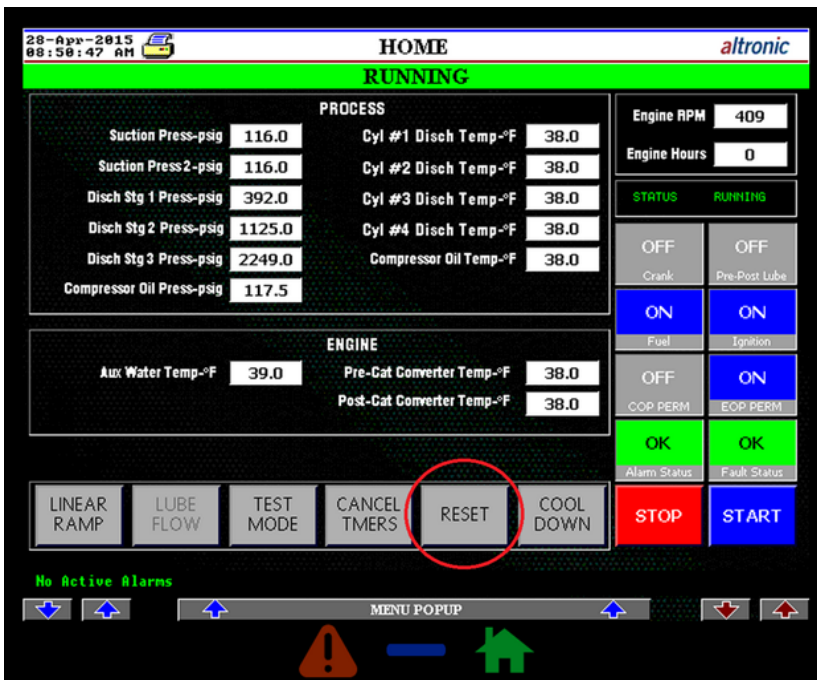 28-Apr-2015
08:50:47 AM
HOME
altronic
RUNNING
PROCESS
Suction Press-psig 116.0 Cyl #1 Disch Temp-°F 38.0
Suction Press2-psig 116.0 Cyl #2 Disch Temp-°F 38.0
Disch Stg 1 Press-psig 392.0 Cyl #3 Disch Temp-°F 38.0
Disch Stg 2 Press-psig 1125.0 Cyl #4 Disch Temp-°F 38.0
Disch Stg 3 Press-psig 2249.0 Compressor Oil Temp-°F 38.0
Compressor Oil Press-psig 117.5
Engine RPM 409
Engine Hours 0
STATUS RUNNING
OFF OFF
Crank Pre-Post Lube
ON ON
Fuel Ignition
OFF ON
COP PERM EOP PERM
OK OK
Alarm Status Fault Status
STOP START
ENGINE
Aux Water Temp-°F 39.0 Pre-Cat Converter Temp-°F 38.0
Post-Cat Converter Temp-°F 38.0
LINEAR RAMP
LUBE FLOW
TEST MODE
CANCEL TMERS
RESET
COOL DOWN
No Active Alarms
MENU POPUP